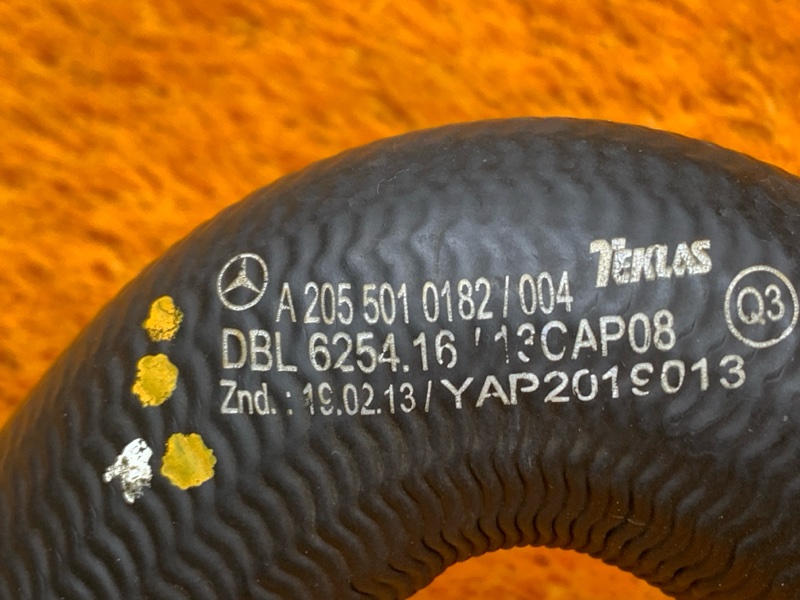 TEKLAS
A 205 501 0182 / 004
Q3
DBL 6254.16 / 13CAP08
Znd. : 19.02.13 / YAP2019013